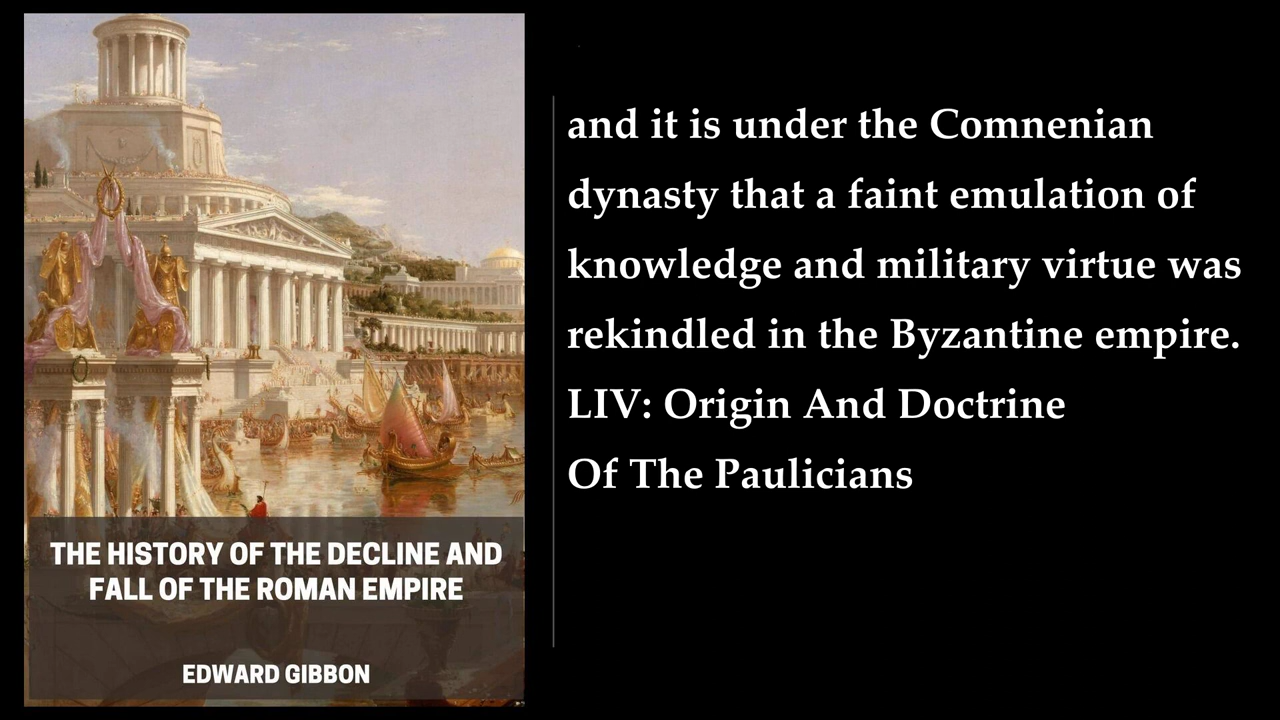 THE HISTORY OF THE DECLINE AND
FALL OF THE ROMAN EMPIRE
EDWARD GIBBON
and it is under the Comnenian
dynasty that a faint emulation of
knowledge and military virtue was
rekindled in the Byzantine empire.
LIV: Origin And Doctrine
Of The Paulicians